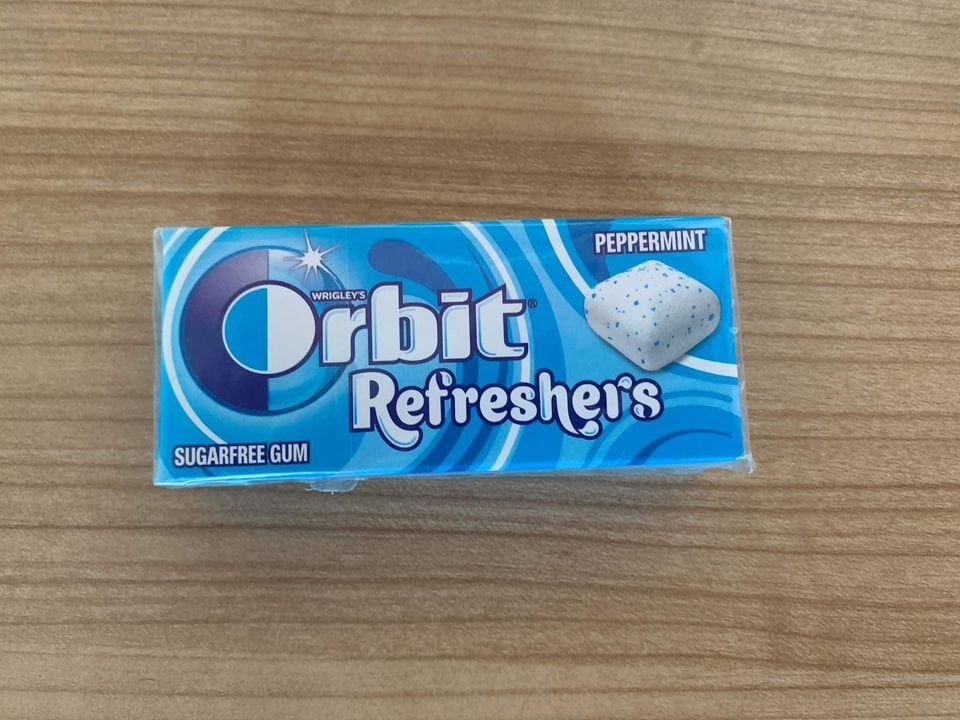 PEPPERMINT
WRIGLEY'S
Orbit®
Refreshers
SUGARFREE GUM